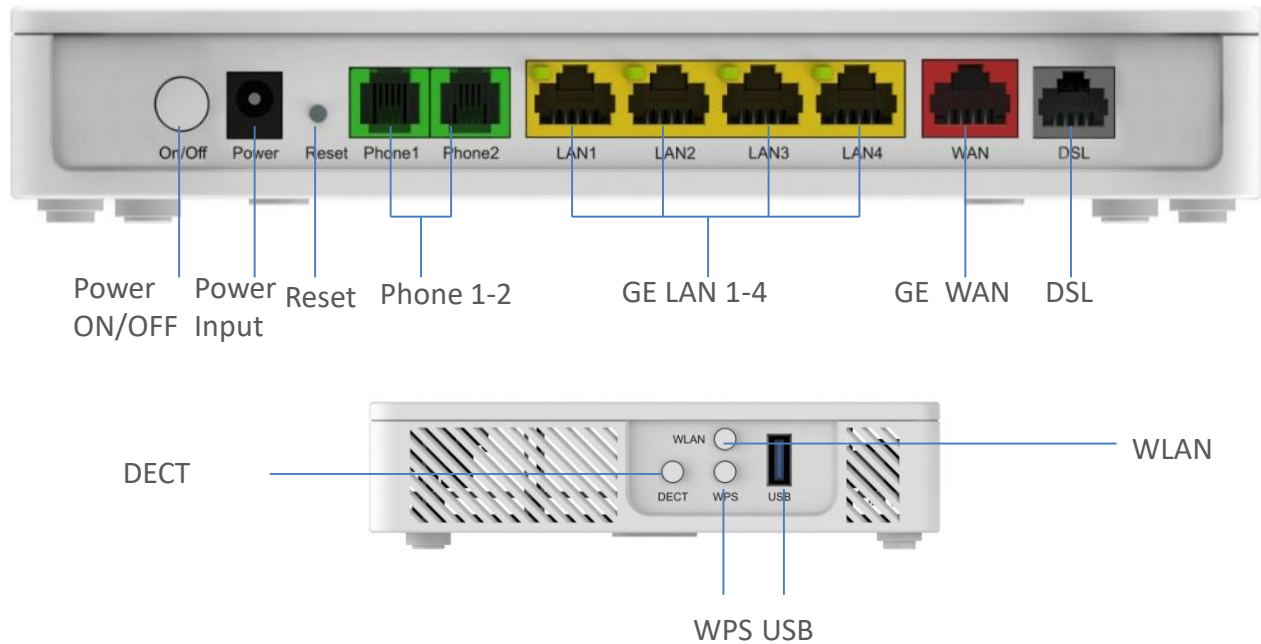 On/Off Power Reset Phone1 Phone2 LAN1 LAN2 LAN3 LAN4 WAN DSL
Power ON/OFF
Power Input
Reset
Phone 1-2
GE LAN 1-4
GE WAN
DSL
WLAN
DECT WPS USB
DECT
WLAN
WPS USB